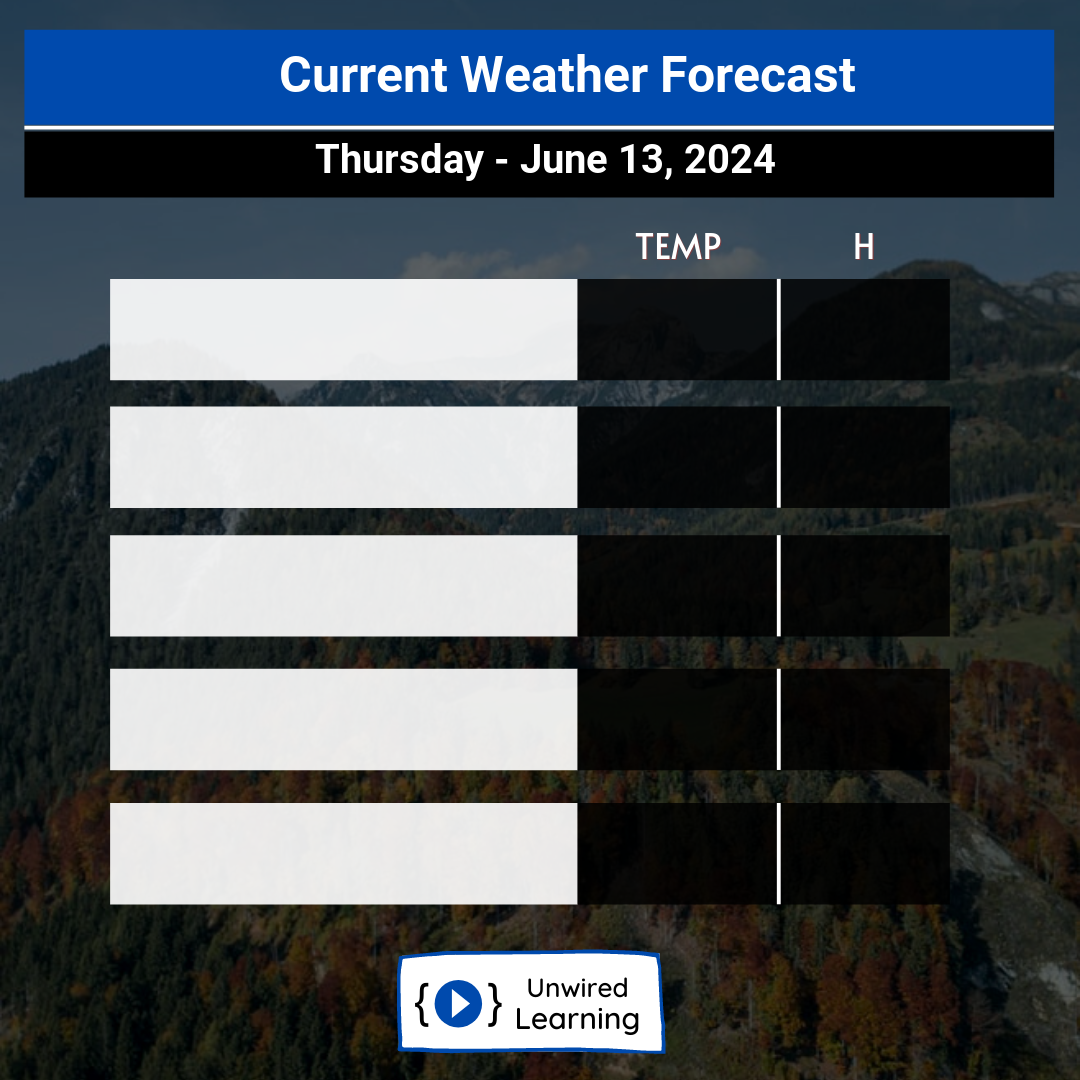 Current Weather Forecast
Thursday - June 13, 2024
TEMP H
{ } Unwired
Learning